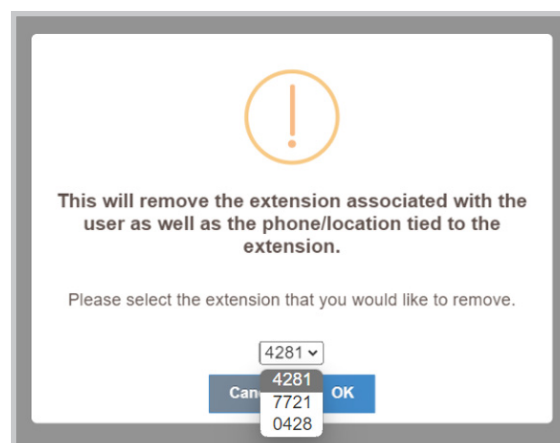 This will remove the extension associated with the
user as well as the phone/location tied to the
extension.
Please select the extension that you would like to remove.
4281
4281
7721
0428
OK